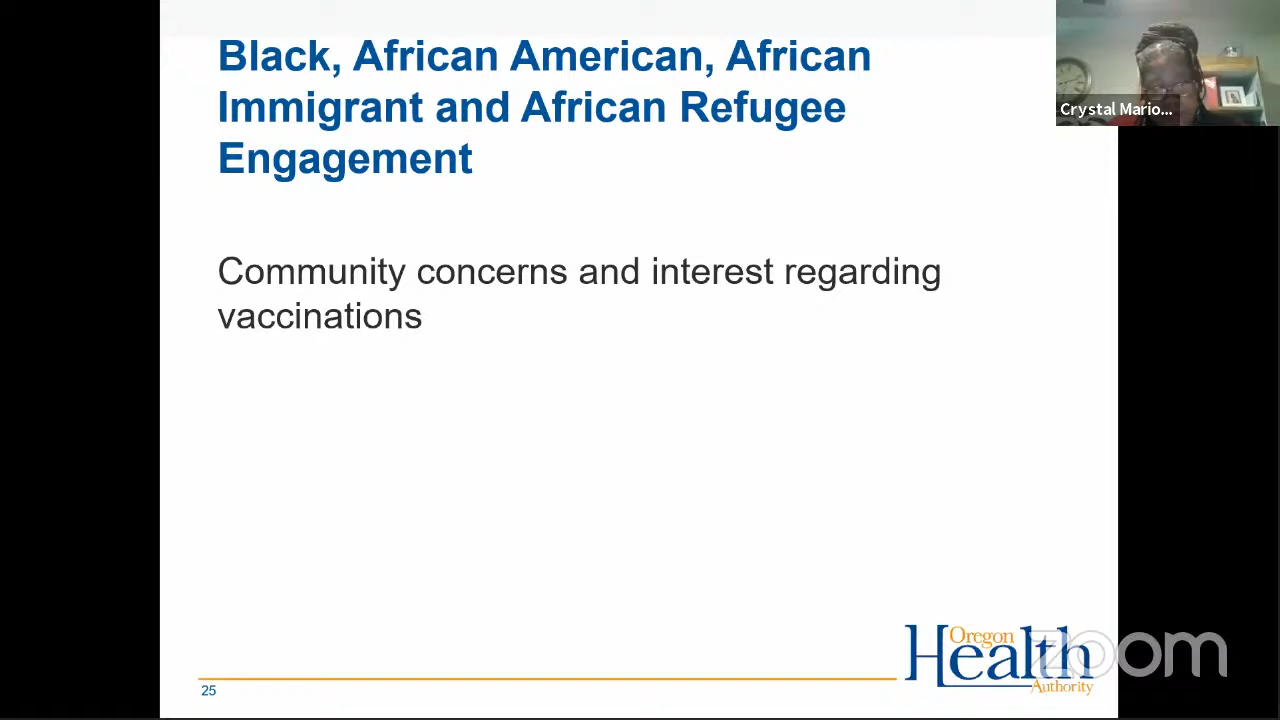 Black, African American, African
Immigrant and African Refugee
Engagement
Crystal Mario...
Community concerns and interest regarding
vaccinations
Oregon
Health
Authority
zoom
25